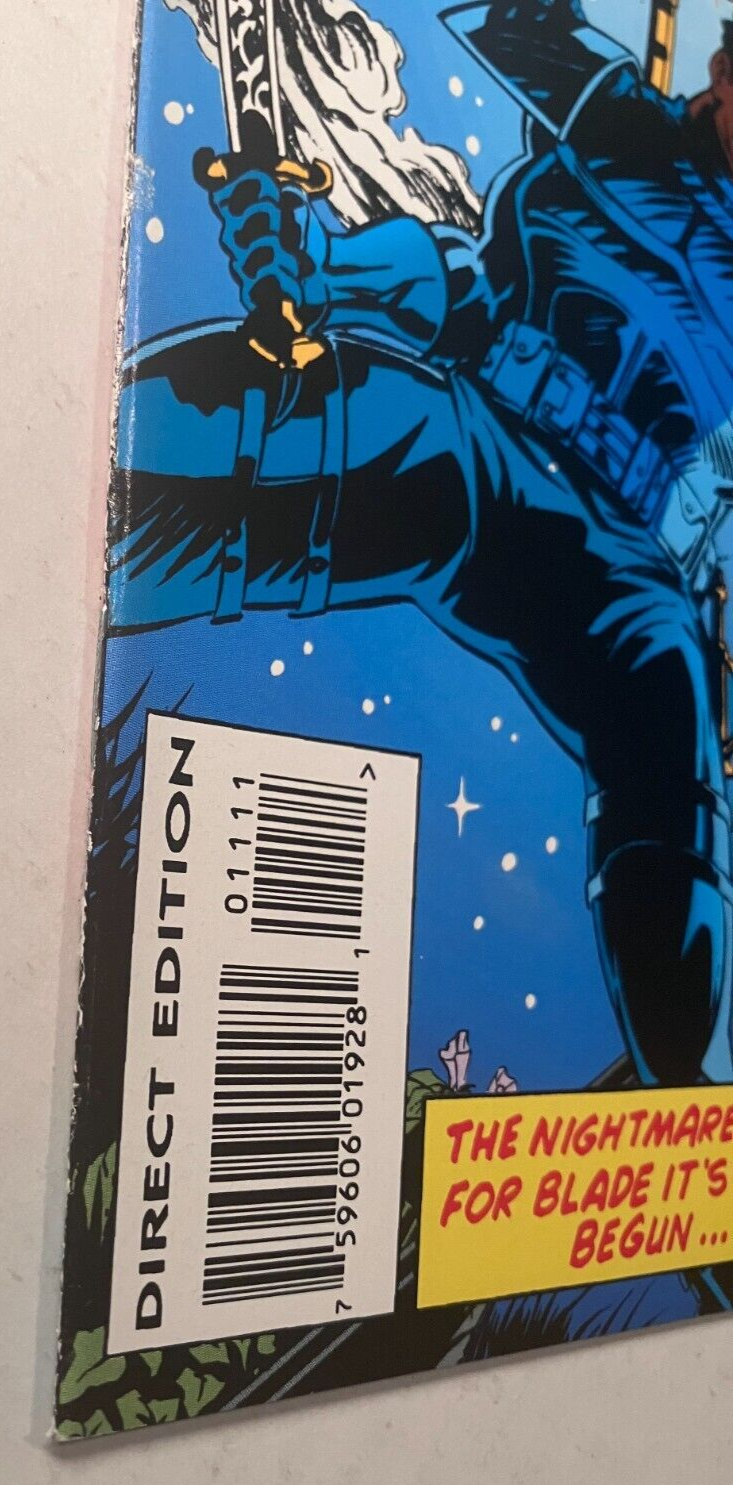 DIRECT EDITION
01111
7 59606 01928 1
>
THE NIGHTMARE
FOR BLADE IT'S
BEGUN...